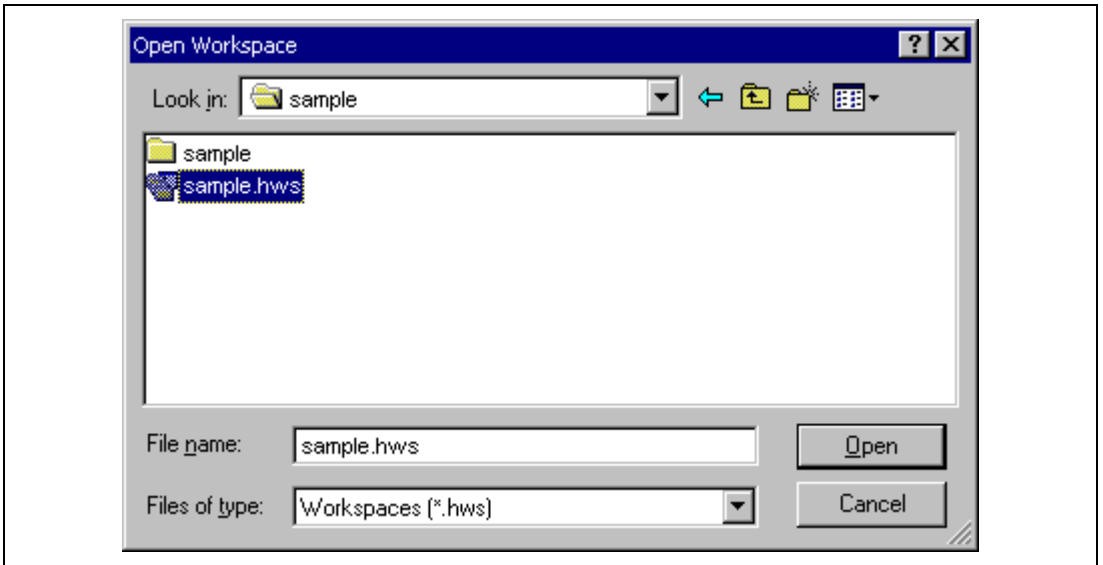 Open Workspace
Look in: sample
sample
sample.hws
File name: sample.hws
Open
Files of type: Workspaces (*.hws)
Cancel